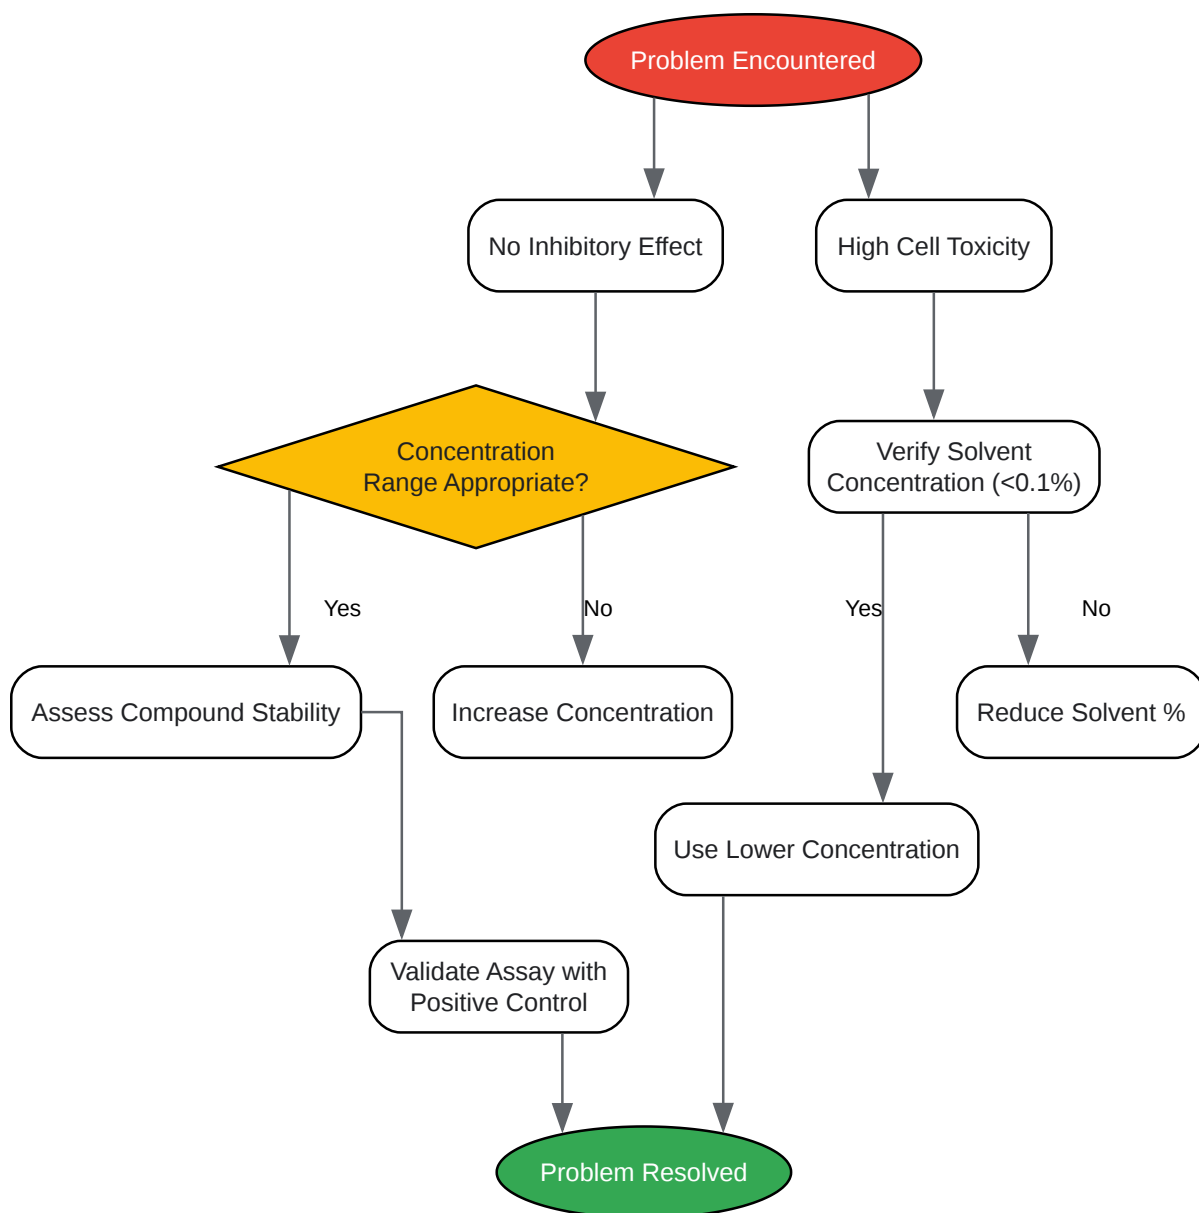 Problem Encountered
No Inhibitory Effect
High Cell Toxicity
Concentration
Range Appropriate?
Verify Solvent
Concentration (<0.1%)
Yes
No
Yes
No
Assess Compound Stability
Increase Concentration
Reduce Solvent %
Use Lower Concentration
Validate Assay with
Positive Control
Problem Resolved